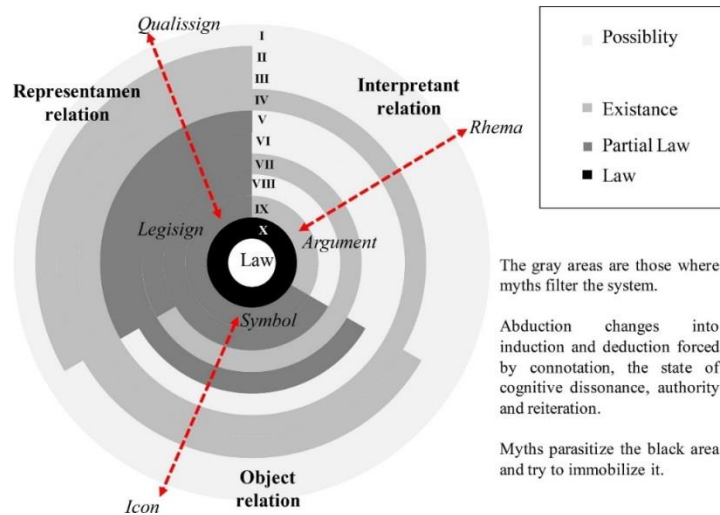 Qualissign
I
II
III
IV
V
VI
VII
VIII
IX
X
Representamen
relation
Interpretant
relation
Rhema
Legisign
Argument
Law
Symbol
Object
relation
Icon
Possiblity
Existance
Partial Law
Law
The gray areas are those where
myths filter the system.
Abduction changes into
induction and deduction forced
by connotation, the state of
cognitive dissonance, authority
and reiteration.
Myths parasitize the black area
and try to immobilize it.